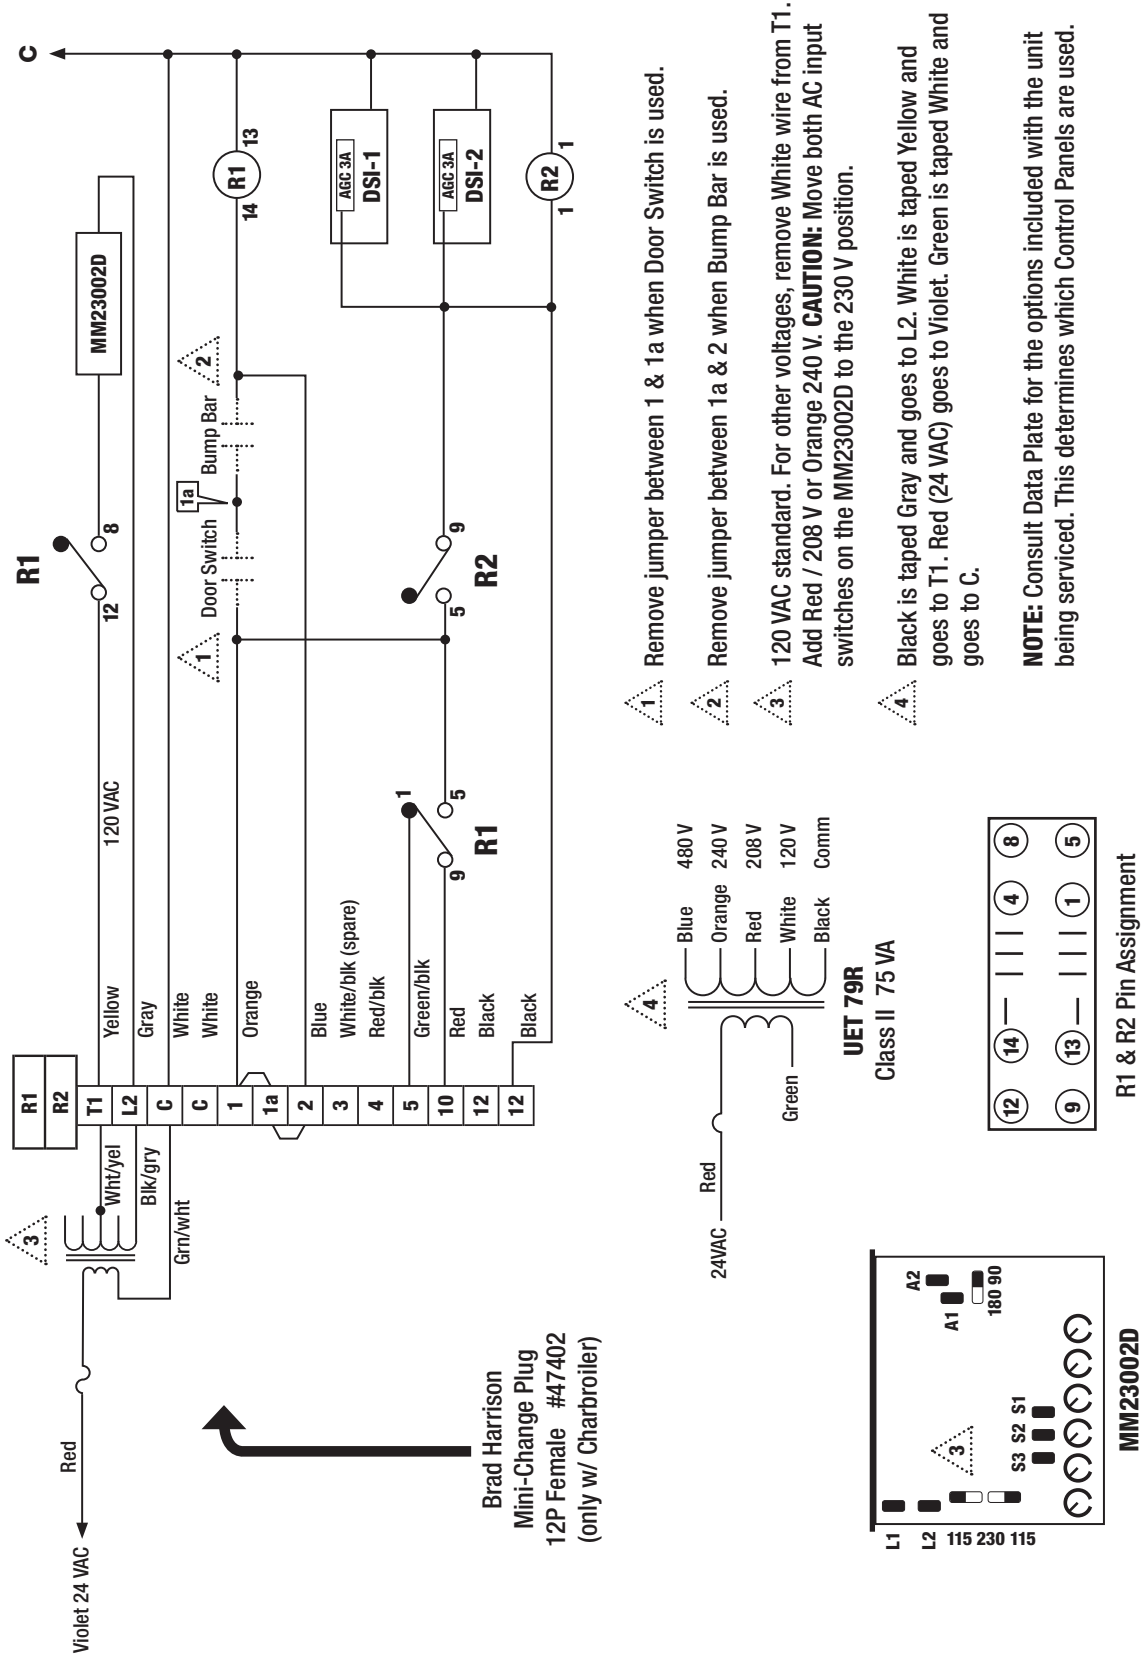 C
R1
MM23002D
12
8
120 VAC
R1
R2
T1
L2
C
C
1
1a
2
3
4
5
10
12
12
Yellow
Gray
White
White
Orange
Blue
White/blk (spare)
Red/blk
Green/blk
Red
Black
Black
Violet 24 VAC
Red
3
Wht/yel
Blk/gry
Grn/wht
1
Door Switch
1a
Bump Bar
2
14
R1
13
AGC 3A
DSI-1
AGC 3A
DSI-2
1
R2
1
1
9
5
R1
5
9
R2
Brad Harrison
Mini-Change Plug
12P Female #47402
(only w/ Charbroiler)
1
Remove jumper between 1 & 1a when Door Switch is used.
2
Remove jumper between 1a & 2 when Bump Bar is used.
3
120 VAC standard. For other voltages, remove White wire from T1.
Add Red / 208 V or Orange 240 V. CAUTION: Move both AC input
switches on the MM23002D to the 230 V position.
4
Black is taped Gray and goes to L2. White is taped Yellow and
goes to T1. Red (24 VAC) goes to Violet. Green is taped White and
goes to C.
NOTE: Consult Data Plate for the options included with the unit
being serviced. This determines which Control Panels are used.
4
24VAC
Red
Green
Blue 480 V
Orange 240 V
Red 208 V
White 120 V
Black Comm
UET 79R
Class II 75 VA
12 14 4 8
9 13 1 5
R1 & R2 Pin Assignment
L1
L2
115 230 115
3
S3 S2 S1
A1
A2
180 90
MM23002D